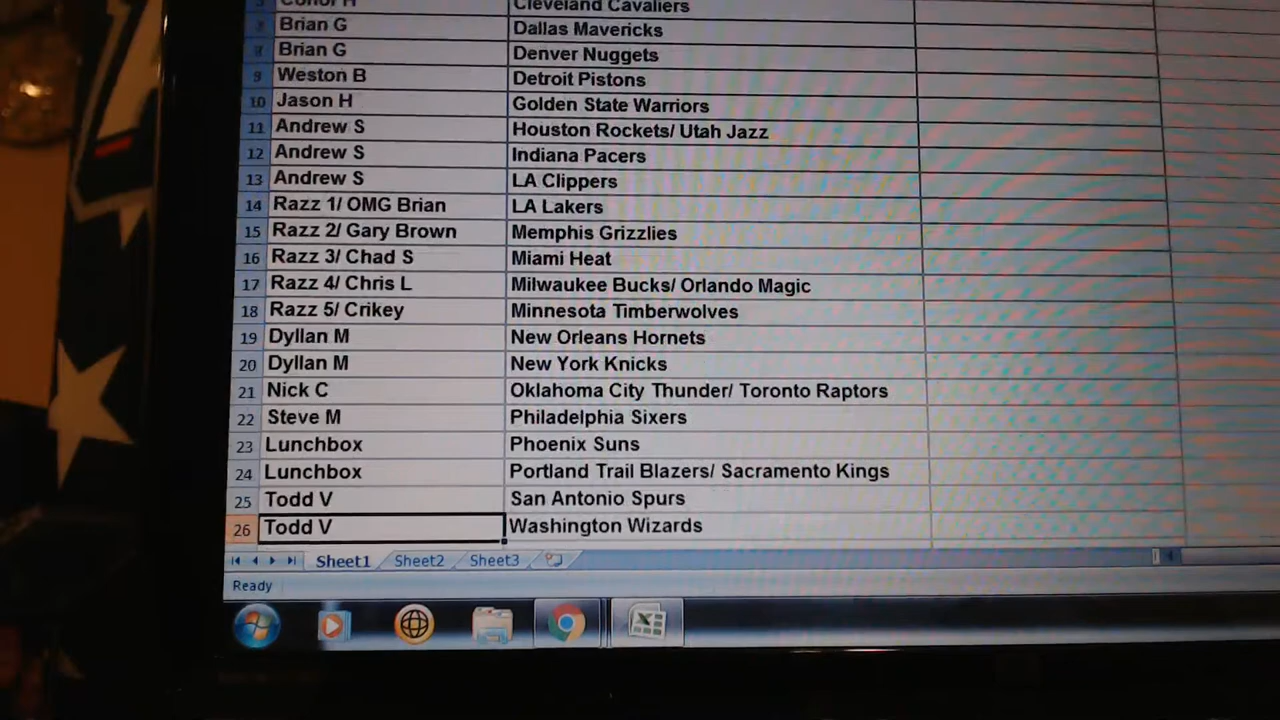 Conor H Cleveland Cavaliers
Brian G Dallas Mavericks
Brian G Denver Nuggets
9 Weston B Detroit Pistons
10 Jason H Golden State Warriors
11 Andrew S Houston Rockets/ Utah Jazz
12 Andrew S Indiana Pacers
13 Andrew S LA Clippers
14 Razz 1/ OMG Brian LA Lakers
15 Razz 2/ Gary Brown Memphis Grizzlies
16 Razz 3/ Chad S Miami Heat
17 Razz 4/ Chris L Milwaukee Bucks/ Orlando Magic
18 Razz 5/ Crikey Minnesota Timberwolves
19 Dyllan M New Orleans Hornets
20 Dyllan M New York Knicks
21 Nick C Oklahoma City Thunder/ Toronto Raptors
22 Steve M Philadelphia Sixers
23 Lunchbox Phoenix Suns
24 Lunchbox Portland Trail Blazers/ Sacramento Kings
25 Todd V San Antonio Spurs
26 Todd V Washington Wizards
Sheet1 Sheet2 Sheet3
Ready